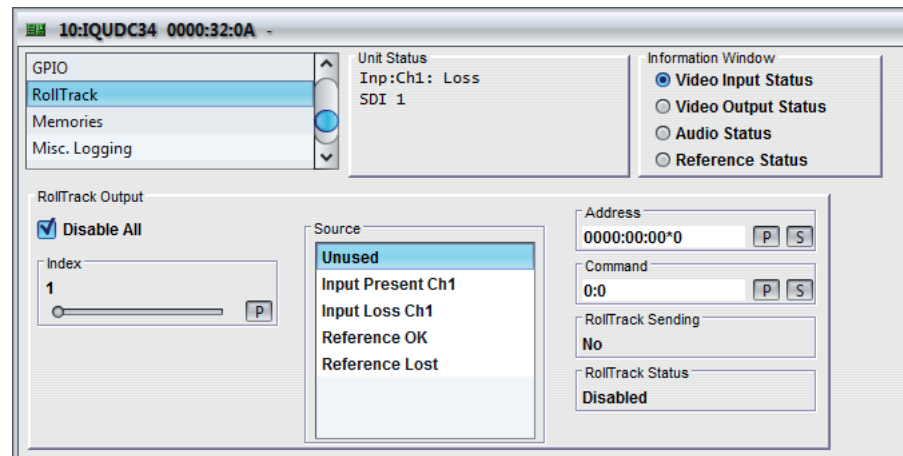 10:IQUDC34 0000:32:0A -
GPIO
RollTrack
Memories
Misc. Logging
Unit Status
Inp:Ch1: Loss
SDI 1
Information Window
Video Input Status
Video Output Status
Audio Status
Reference Status
RollTrack Output
Disable All
Index
1
P
Source
Unused
Input Present Ch1
Input Loss Ch1
Reference OK
Reference Lost
Address
0000:00:00*0 P S
Command
0:0 P S
RollTrack Sending
No
RollTrack Status
Disabled